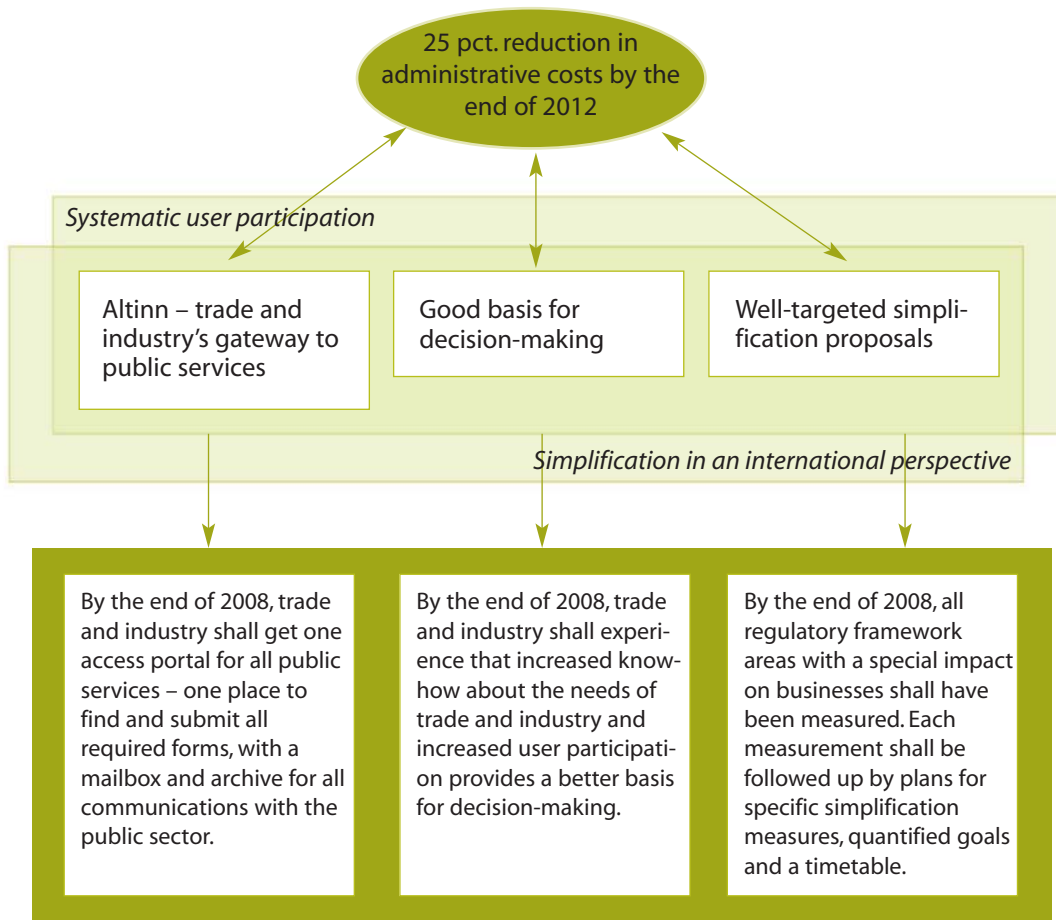 25 pct. reduction in
administrative costs by the
end of 2012
Systematic user participation
Altinn – trade and
industry's gateway to
public services
Good basis for
decision-making
Well-targeted simpli-
fication proposals
Simplification in an international perspective
By the end of 2008, trade
and industry shall get one
access portal for all public
services – one place to
find and submit all
required forms, with a
mailbox and archive for all
communications with the
public sector.
By the end of 2008, trade
and industry shall experi-
ence that increased know-
how about the needs of
trade and industry and
increased user participati-
on provides a better basis
for decision-making.
By the end of 2008, all
regulatory framework
areas with a special impact
on businesses shall have
been measured. Each
measurement shall be
followed up by plans for
specific simplification
measures, quantified goals
and a timetable.